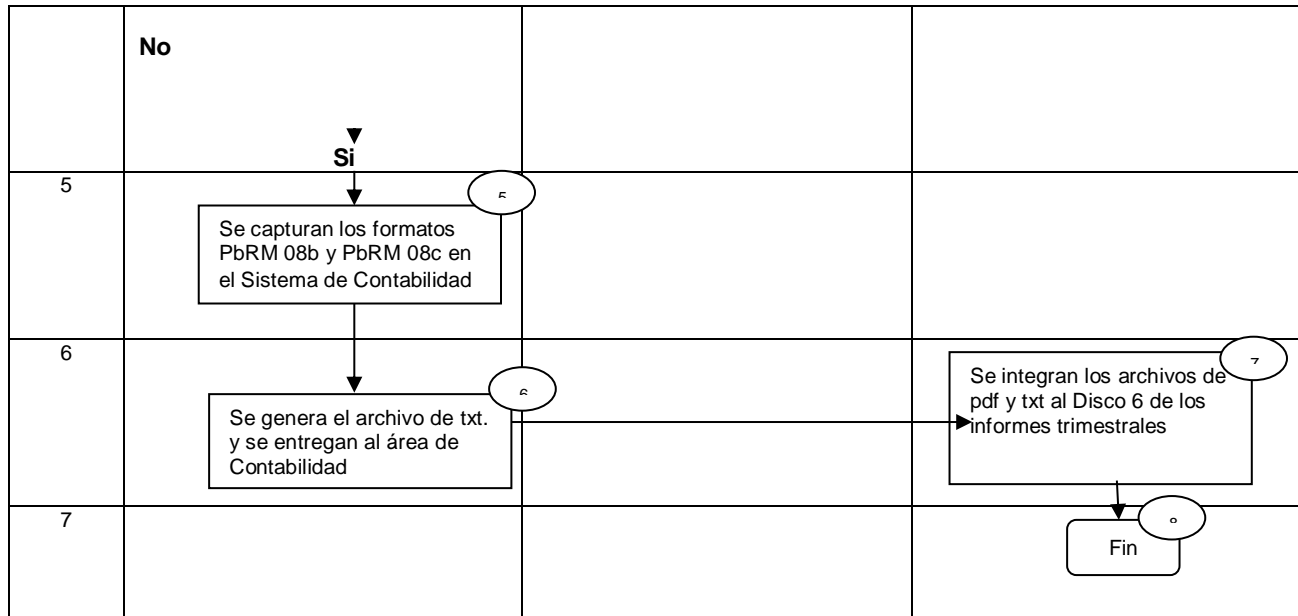 No
Si
5
Se capturan los formatos
PbRM 08b y PbRM 08c en
el Sistema de Contabilidad
6
Se genera el archivo de txt.
y se entregan al área de
Contabilidad
Se integran los archivos de
pdf y txt al Disco 6 de los
informes trimestrales
7
Fin